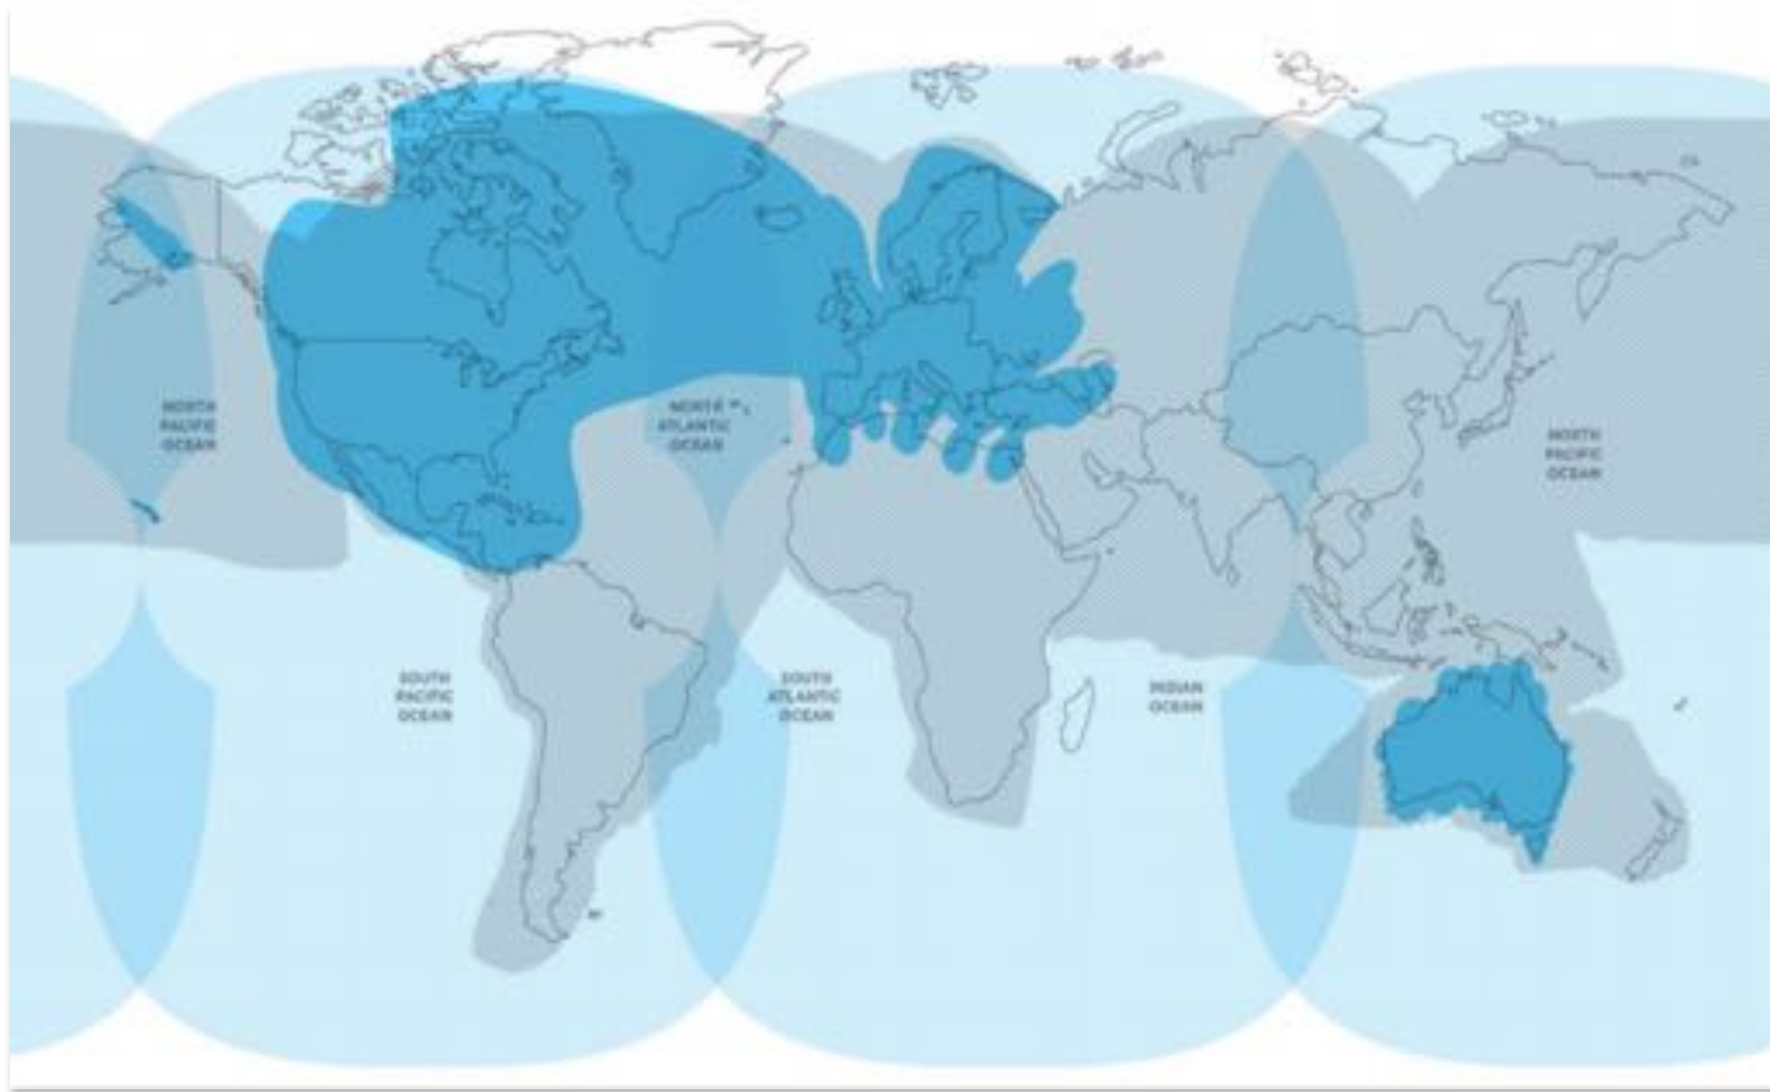 NORTH
PACIFIC
OCEAN
NORTH
ATLANTIC
OCEAN
NORTH
PACIFIC
OCEAN
SOUTH
PACIFIC
OCEAN
SOUTH
ATLANTIC
OCEAN
INDIAN
OCEAN